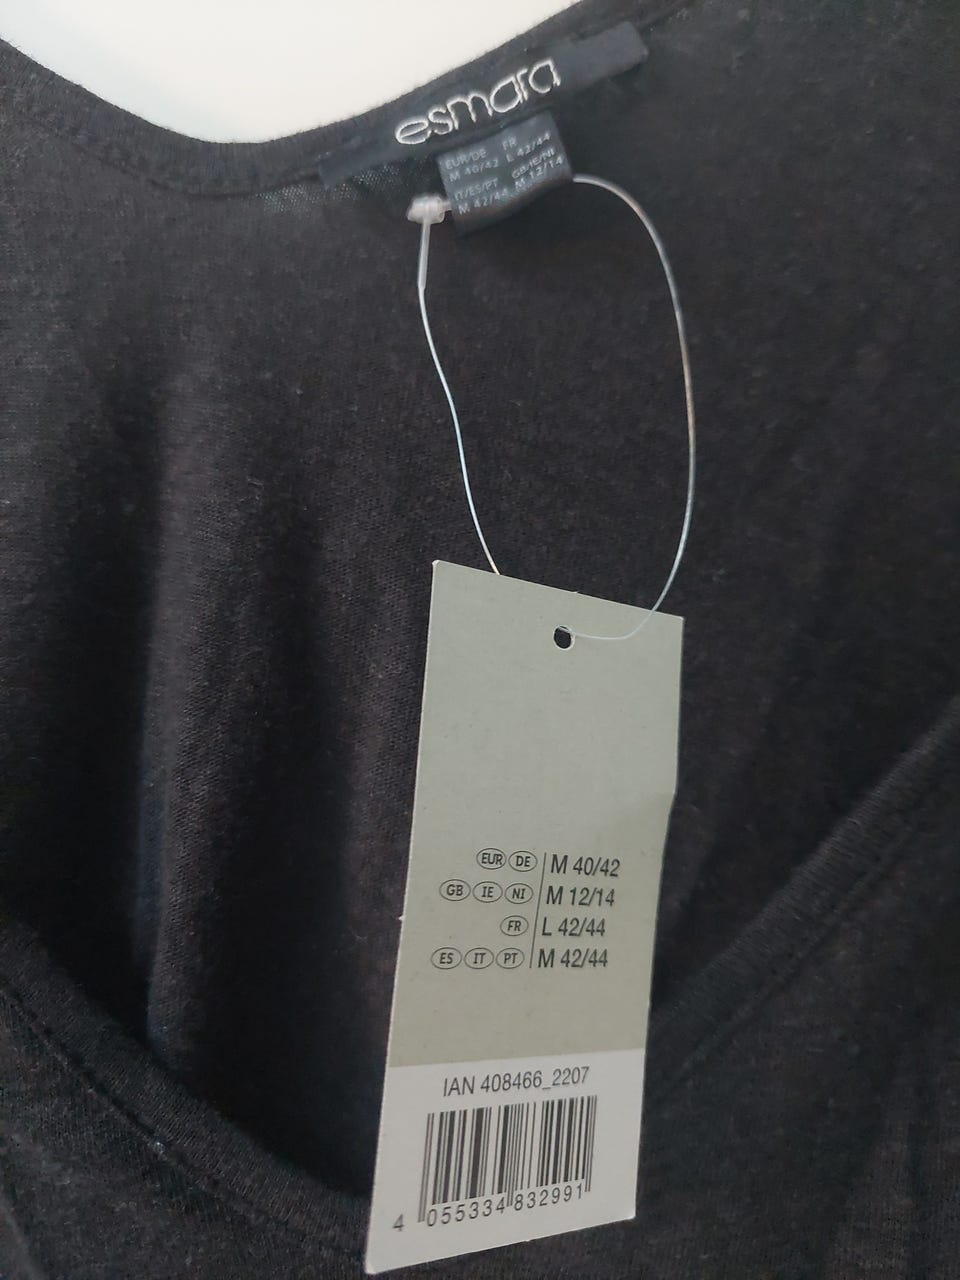 esmara
EUR/DE FR
M 40/42 L 42/44
IT/ES/PT GB/IE/NI
M 42/44 M 12/14
EUR DE M 40/42
GB IE NI M 12/14
FR L 42/44
ES IT PT M 42/44
IAN 408466_2207
4 055334 832991